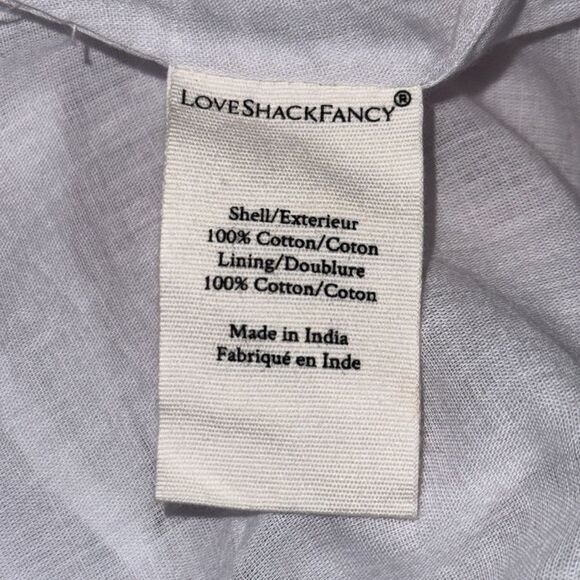 LOVESHACKFANCY®
Shell/Exterieur
100% Cotton/Coton
Lining/Doublure
100% Cotton/Coton
Made in India
Fabriqué en Inde